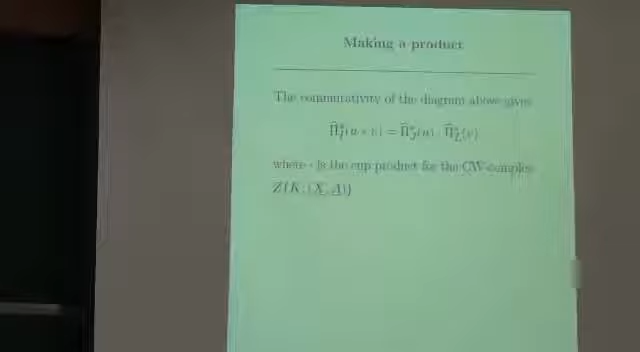 Making a product
The commutativity of the diagram above gives
where · is the cup product for the CW-complex
Z(K; (X, A))